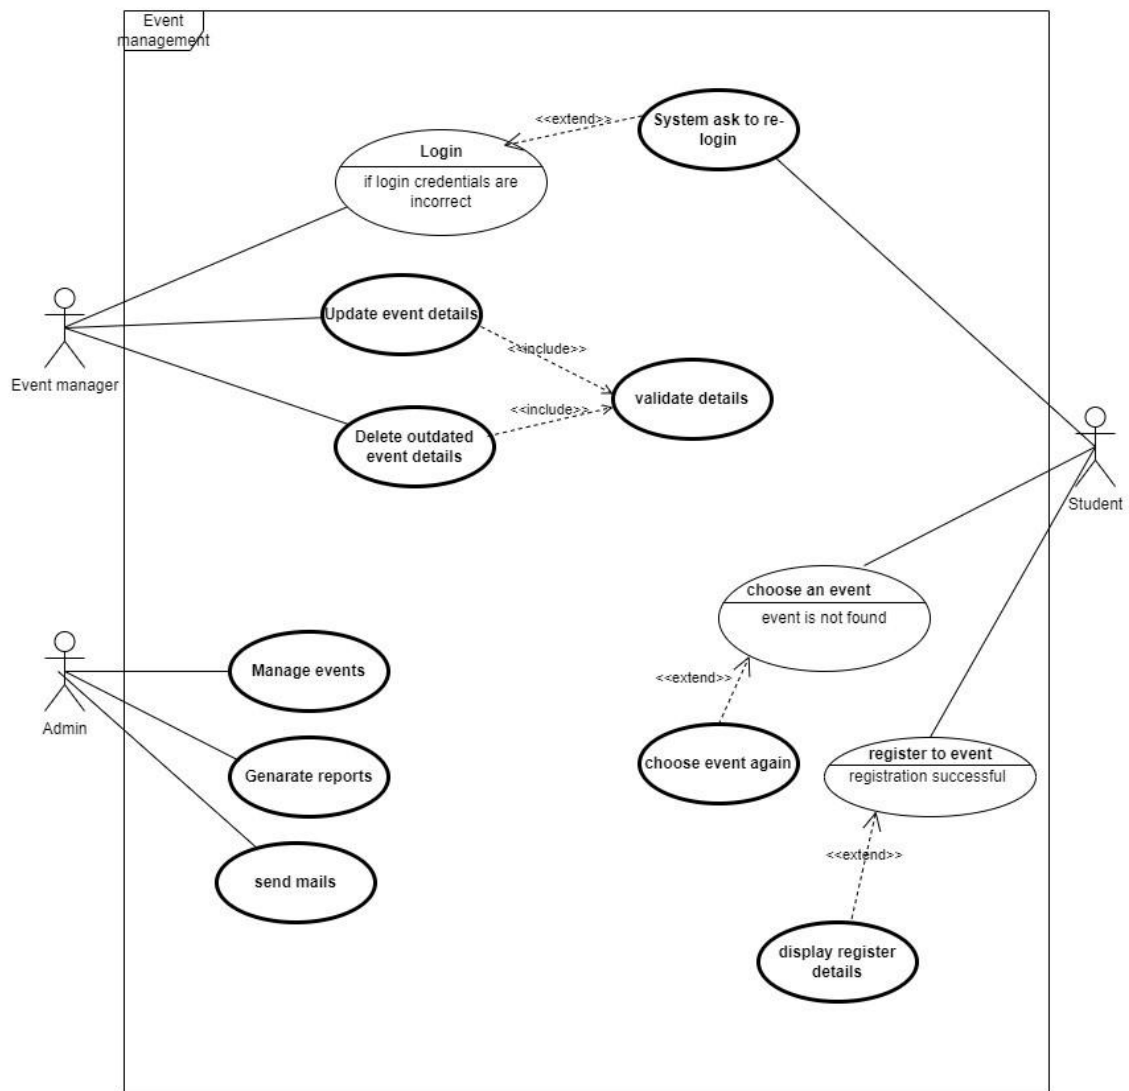 Event
management
System ask to re-
login
<<extend>>
Login
if login credentials are
incorrect
Update event details
<<include>>
validate details
Event manager
<<include>>
Delete outdated
event details
Student
choose an event
event is not found
Manage events
<<extend>>
Admin
register to event
choose event again
registration successful
Genarate reports
<<extend>>
send mails
display register
details